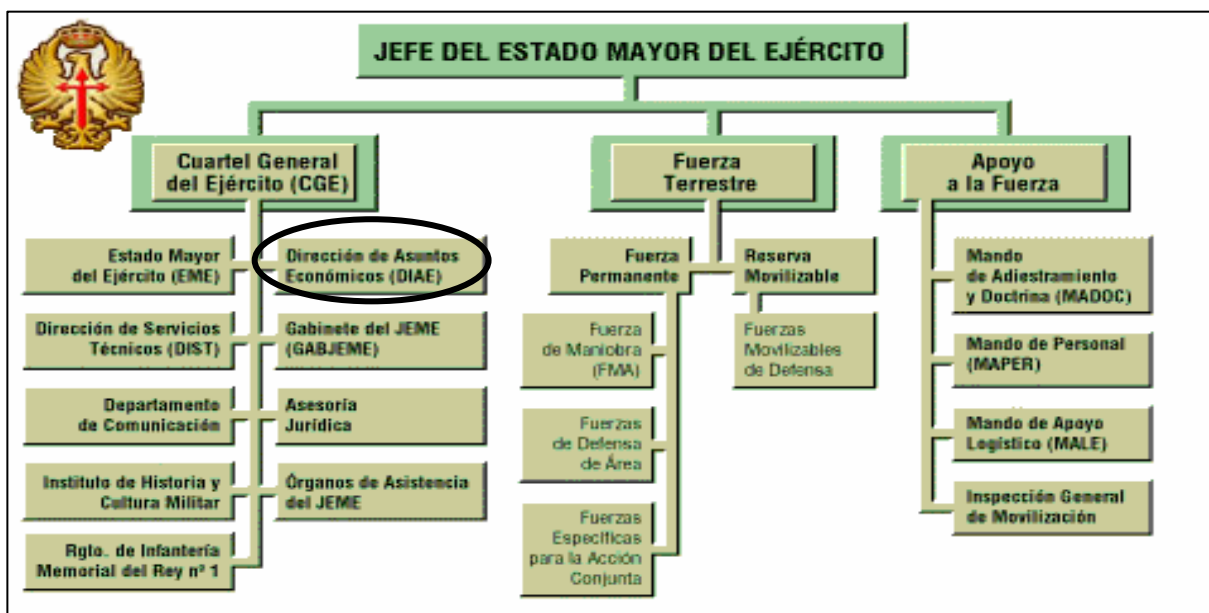 JEFE DEL ESTADO MAYOR DEL EJÉRCITO
Cuartel General
del Ejército (CGE)
Fuerza
Terrestre
Apoyo
a la Fuerza
Estado Mayor
del Ejército (EME)
Dirección de Asuntos
Económicos (DIAE)
Dirección de Servicios
Técnicos (DIST)
Gabinete del JEME
(GABJEME)
Departamento
de Comunicación
Asesoría
Jurídica
Instituto de Historia y
Cultura Militar
Órganos de Asistencia
del JEME
Rgto. de Infantería
Memorial del Rey nº 1
Fuerza
Permanente
Reserva
Movilizable
Fuerza
de Maniobra
(FMA)
Fuerzas
Movilizables
de Defensa
Fuerzas
de Defensa
de Área
Fuerzas
Específicas
para la Acción
Conjunta
Mando
de Adiestramiento
y Doctrina (MADOC)
Mando de Personal
(MAPER)
Mando de Apoyo
Logístico (MALE)
Inspección General
de Movilización